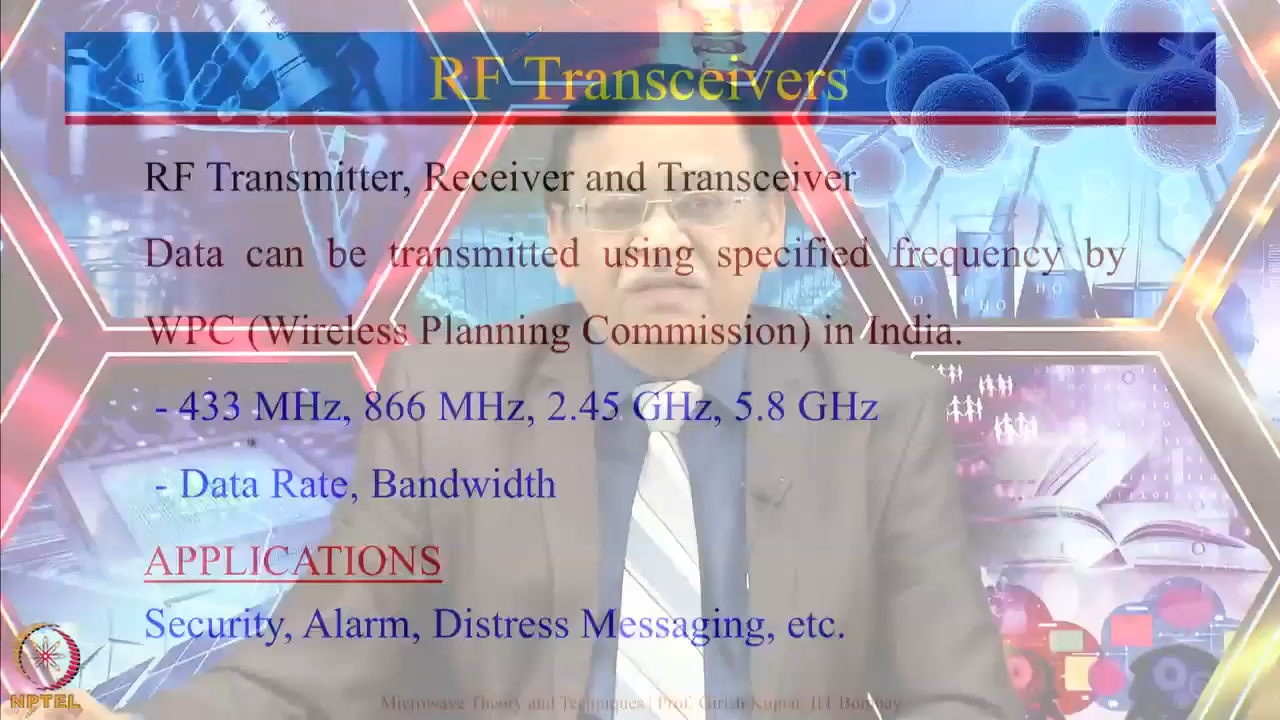 RF Transceivers
RF Transmitter, Receiver and Transceiver
Data can be transmitted using specified frequency by
WPC (Wireless Planning Commission) in India.
- 433 MHz, 866 MHz, 2.45 GHz, 5.8 GHz
- Data Rate, Bandwidth
APPLICATIONS
Security, Alarm, Distress Messaging, etc.
NPTEL
Microwave Theory and Techniques | Prof. Girish Kumar, IIT Bombay